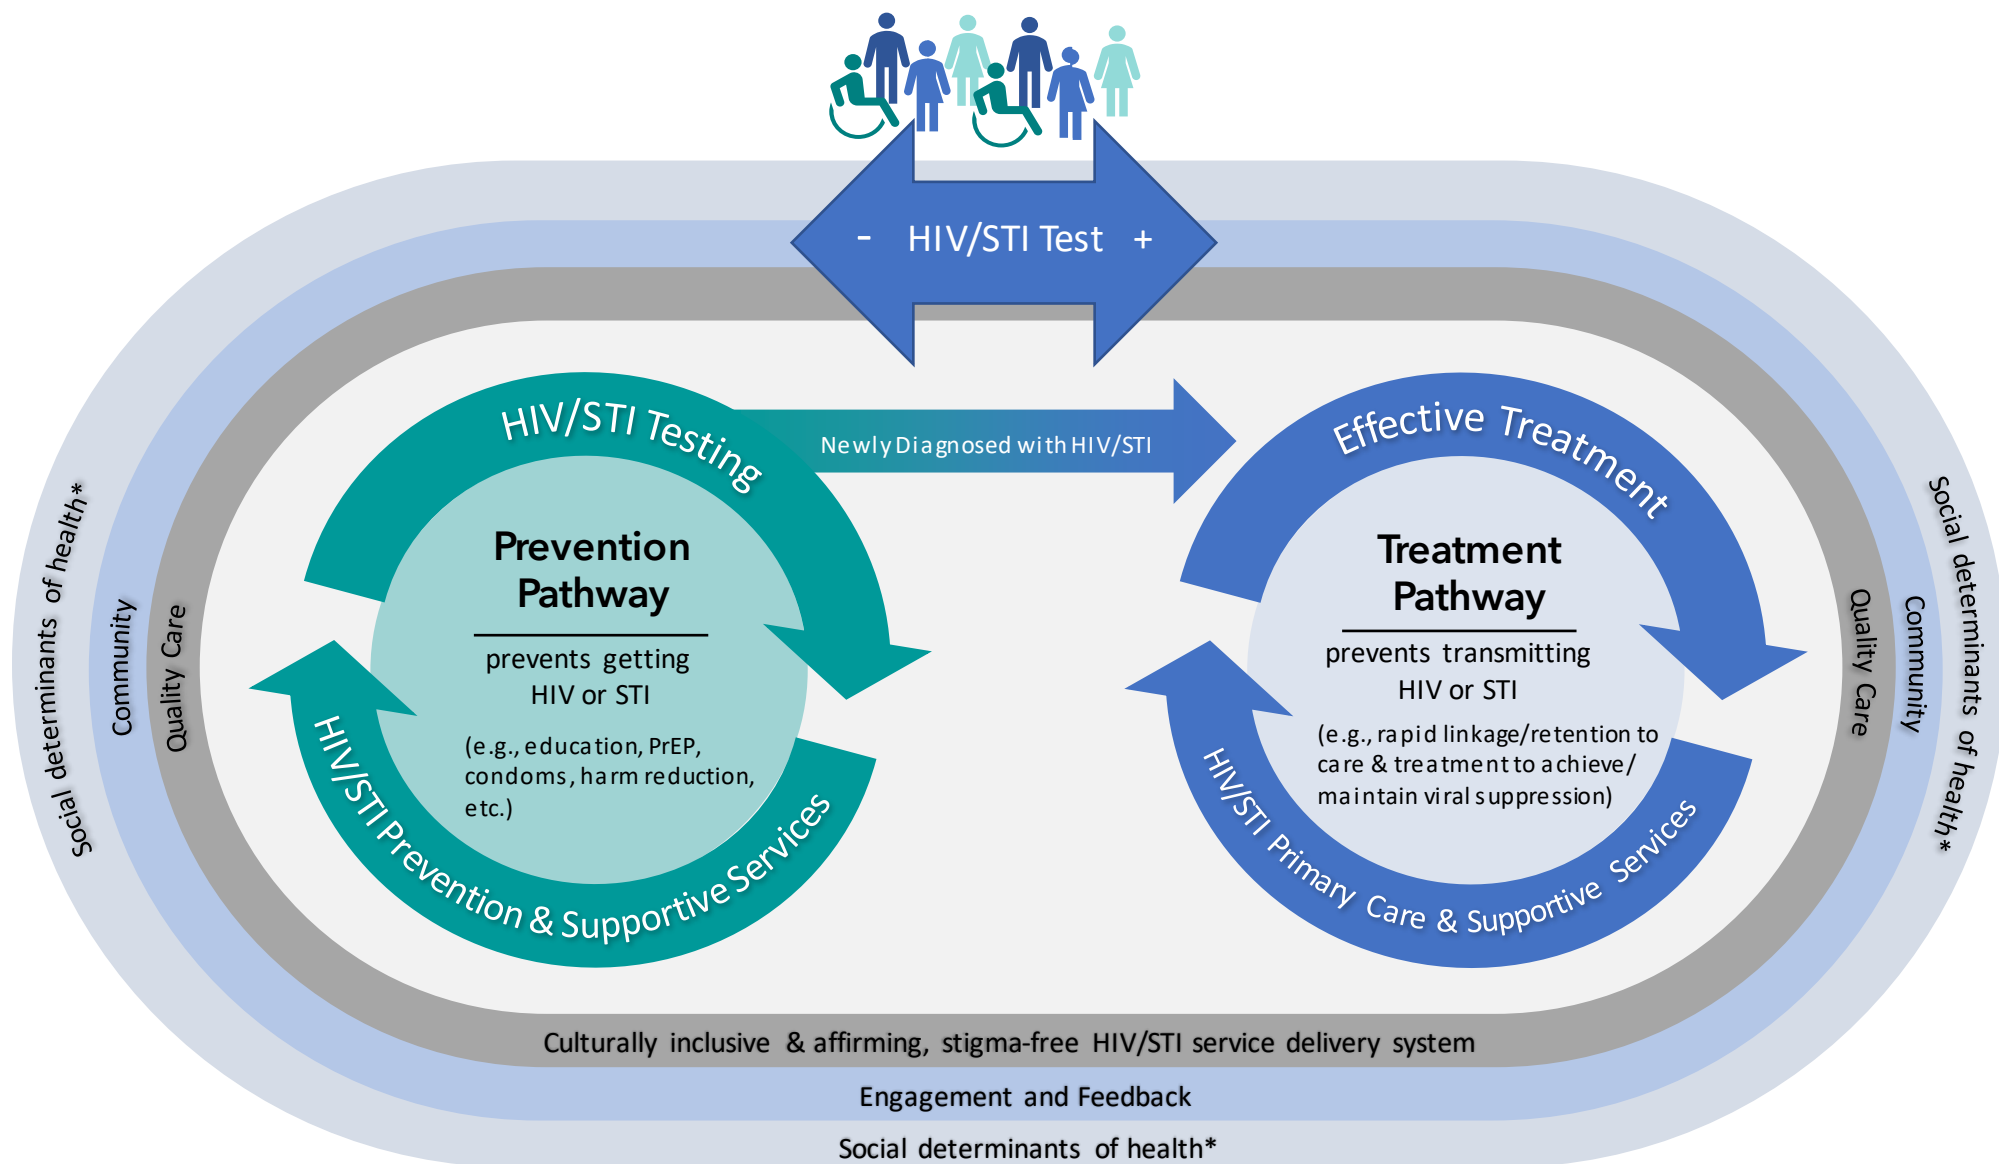 - HIV/STI Test +
HIV/STI Testing
Newly Diagnosed with HIV/STI
Effective Treatment
Prevention
Pathway
prevents getting
HIV or STI
(e.g., education, PrEP,
condoms, harm reduction,
etc.)
HIV/STI Prevention & Supportive Services
Treatment
Pathway
prevents transmitting
HIV or STI
(e.g., rapid linkage/retention to
care & treatment to achieve/
maintain viral suppression)
HIV/STI Primary Care & Supportive Services
Social determinants of health*
Community
Quality Care
Quality Care
Community
Social determinants of health*
Culturally inclusive & affirming, stigma-free HIV/STI service delivery system
Engagement and Feedback
Social determinants of health*